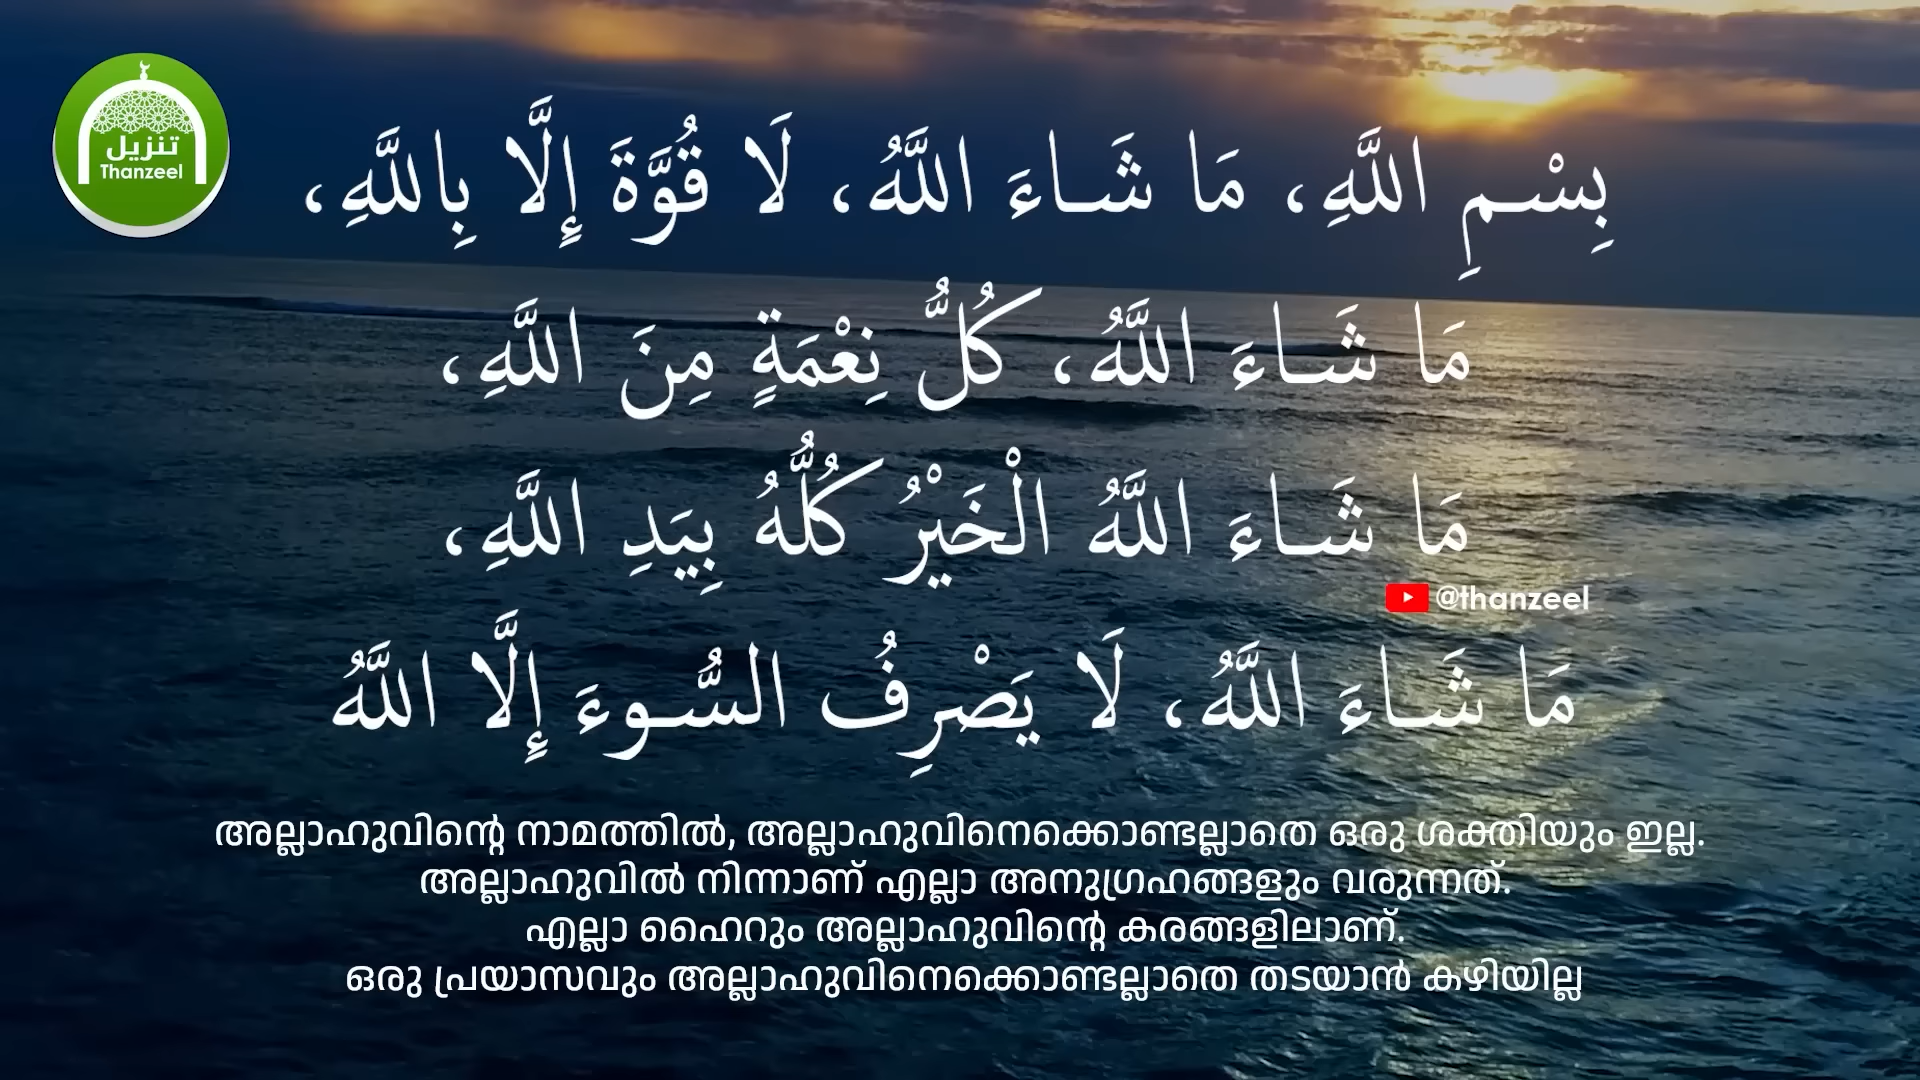 تنزيل
Thanzeel
بِسْمِ اللَّهِ، مَا شَاءَ اللَّهُ، لَا قُوَّةَ إِلَّا بِاللَّهِ،
مَا شَاءَ اللَّهُ، كُلُّ نِعْمَةٍ مِنَ اللَّهِ،
مَا شَاءَ اللَّهُ الْخَيْرُ كُلُّهُ بِيَدِ اللَّهِ،
@thanzeel
مَا شَاءَ اللَّهُ، لَا يَصْرِفُ السُّوءَ إِلَّا اللَّهُ
അല്ലാഹുവിന്റെ നാമത്തിൽ, അല്ലാഹുവിനെക്കൊണ്ടല്ലാതെ ഒരു ശക്തിയും ഇല്ല.
അല്ലാഹുവിൽ നിന്നാണ് എല്ലാ അനുഗ്രഹങ്ങളും വരുന്നത്.
എല്ലാ ഹൈറും അല്ലാഹുവിന്റെ കരങ്ങളിലാണ്.
ഒരു പ്രയാസവും അല്ലാഹുവിനെക്കൊണ്ടല്ലാതെ തടയാൻ കഴിയില്ല